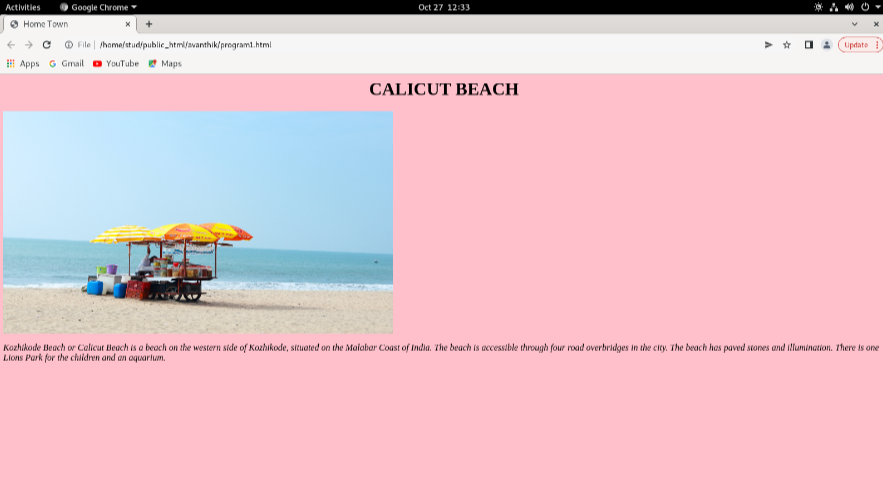 Activities Google Chrome Oct 27 12:33
Home Town
File /home/stud/public_html/avanthik/program1.html Update
Apps Gmail YouTube Maps
CALICUT BEACH
Kozhikode Beach or Calicut Beach is a beach on the western side of Kozhikode, situated on the Malabar Coast of India. The beach is accessible through four road overbridges in the city. The beach has paved stones and illumination. There is one
Lions Park for the children and an aquarium.